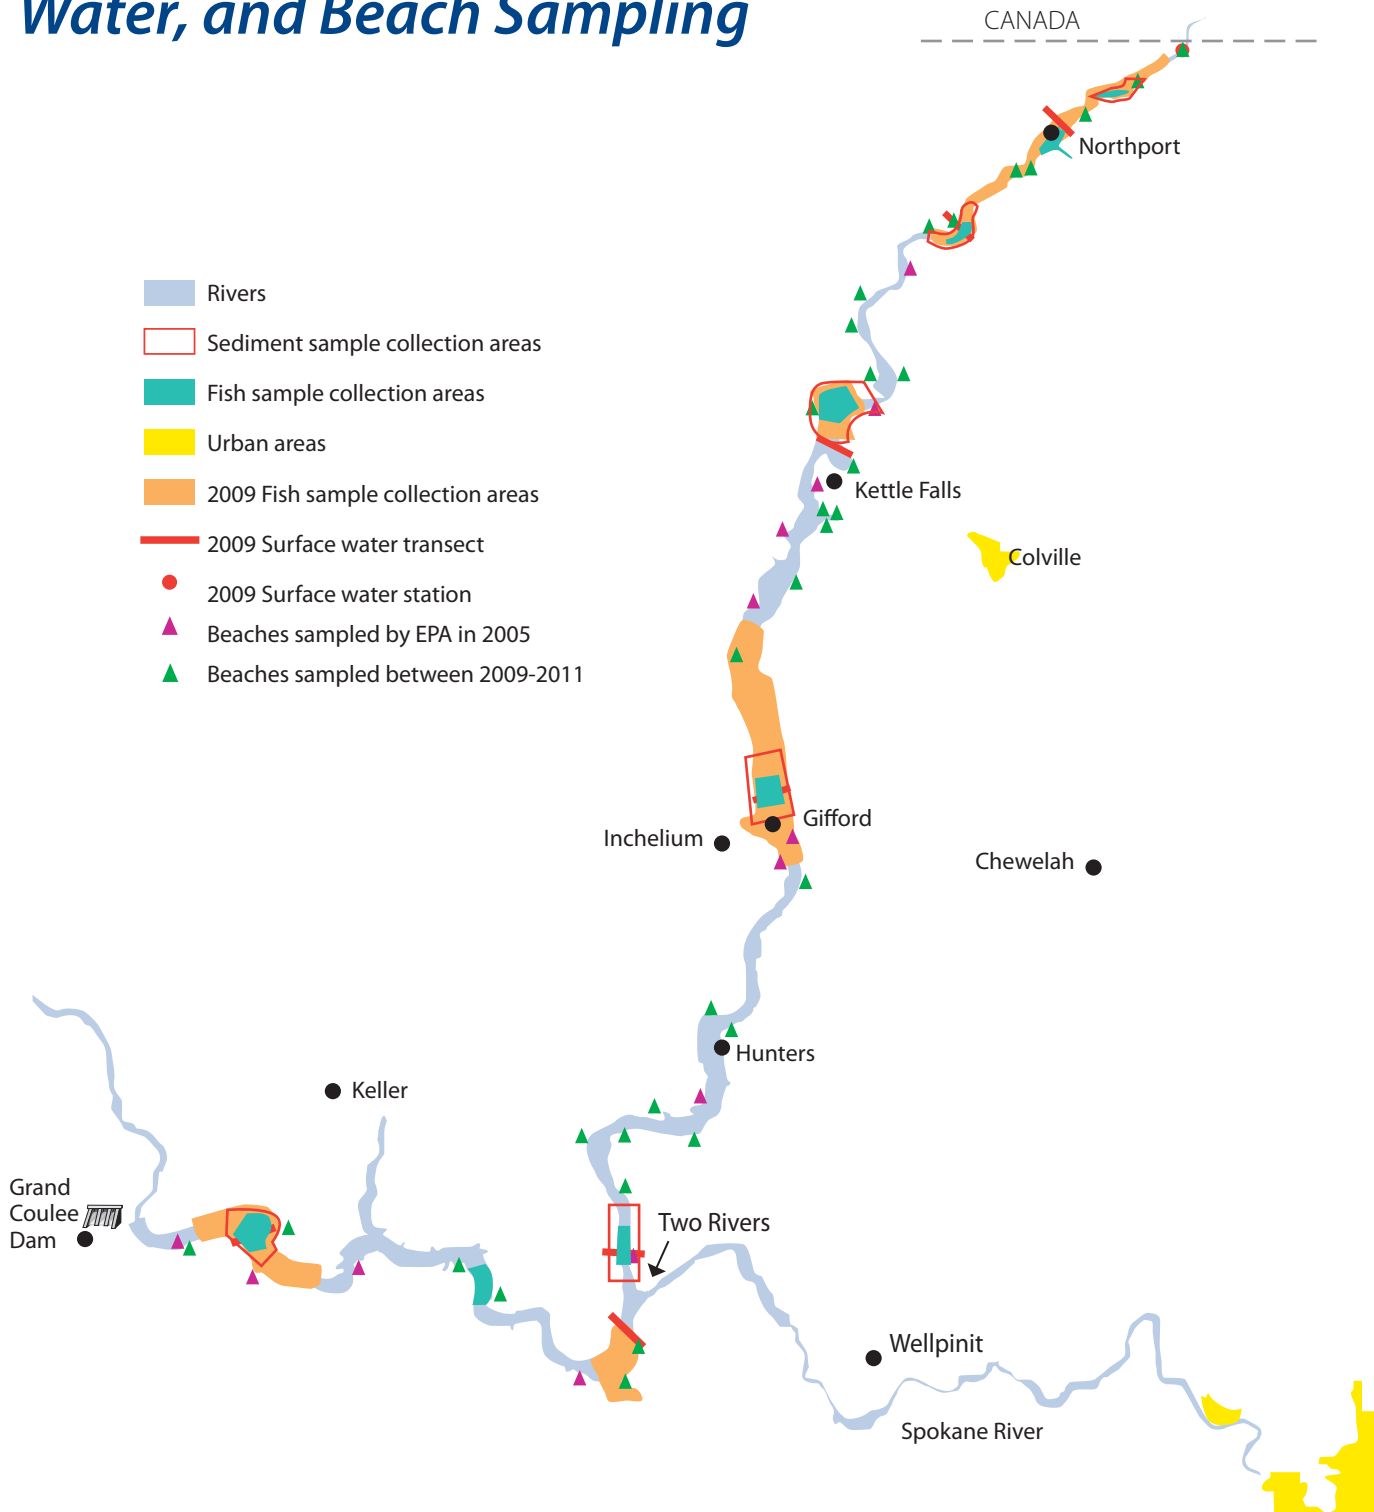 Water, and Beach Sampling
CANADA
Northport
Rivers
Sediment sample collection areas
Fish sample collection areas
Urban areas
2009 Fish sample collection areas
2009 Surface water transect
2009 Surface water station
Beaches sampled by EPA in 2005
Beaches sampled between 2009-2011
Kettle Falls
Colville
Gifford
Inchelium
Chewelah
Hunters
Keller
Grand
Coulee
Dam
Two Rivers
Wellpinit
Spokane River